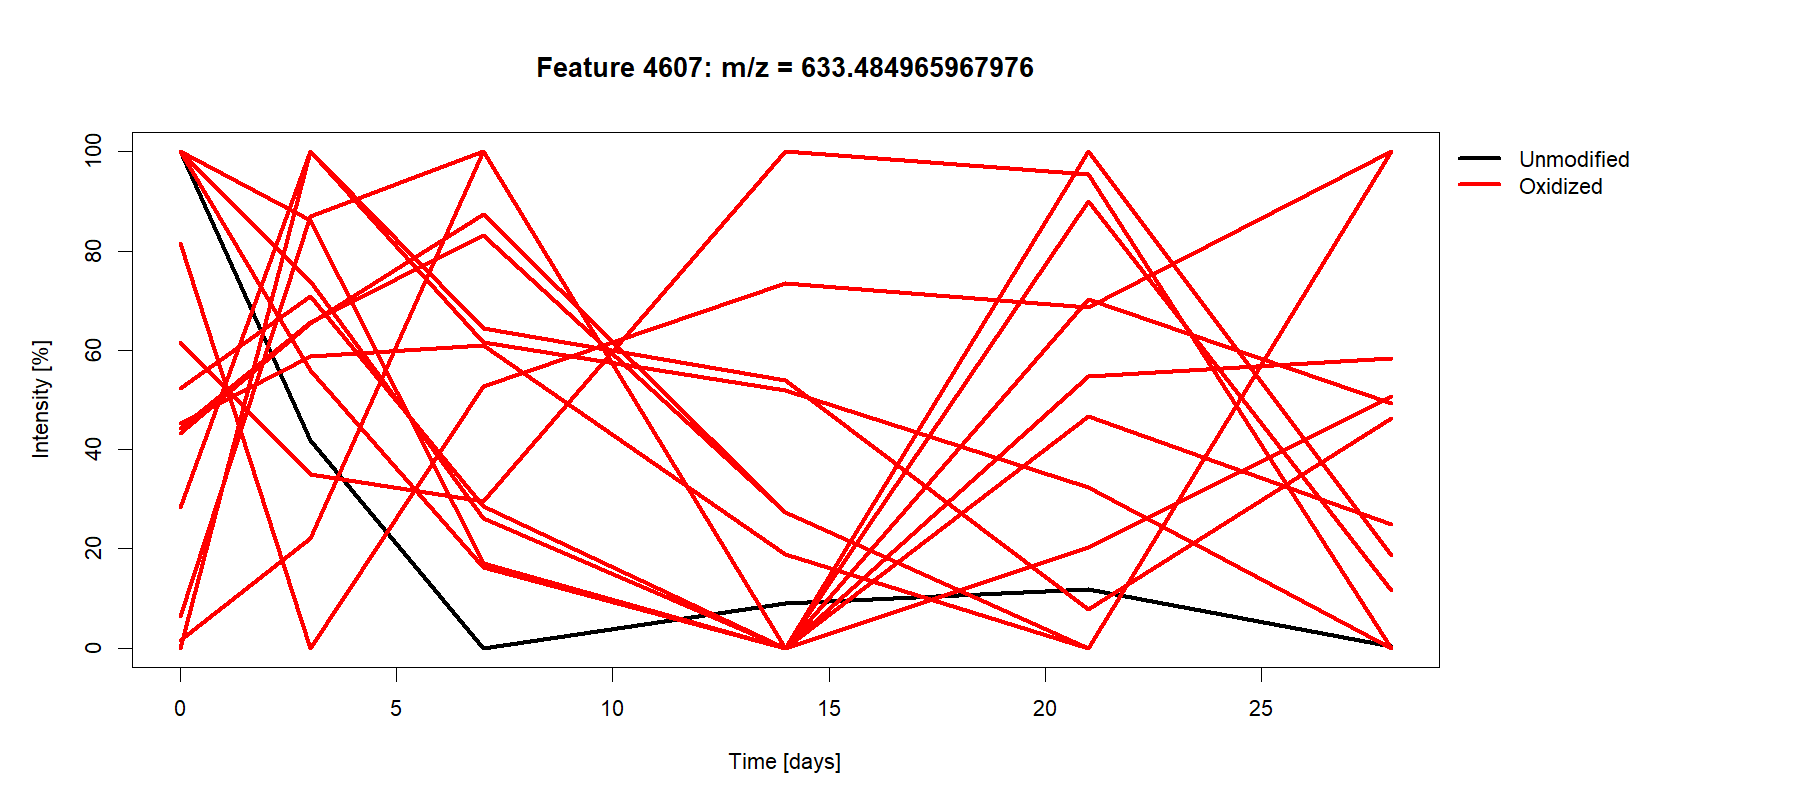 Feature 4607: m/z = 633.484965967976
Unmodified
Oxidized
Intensity [%]
100
80
60
40
20
0
0 5 10 15 20 25
Time [days]